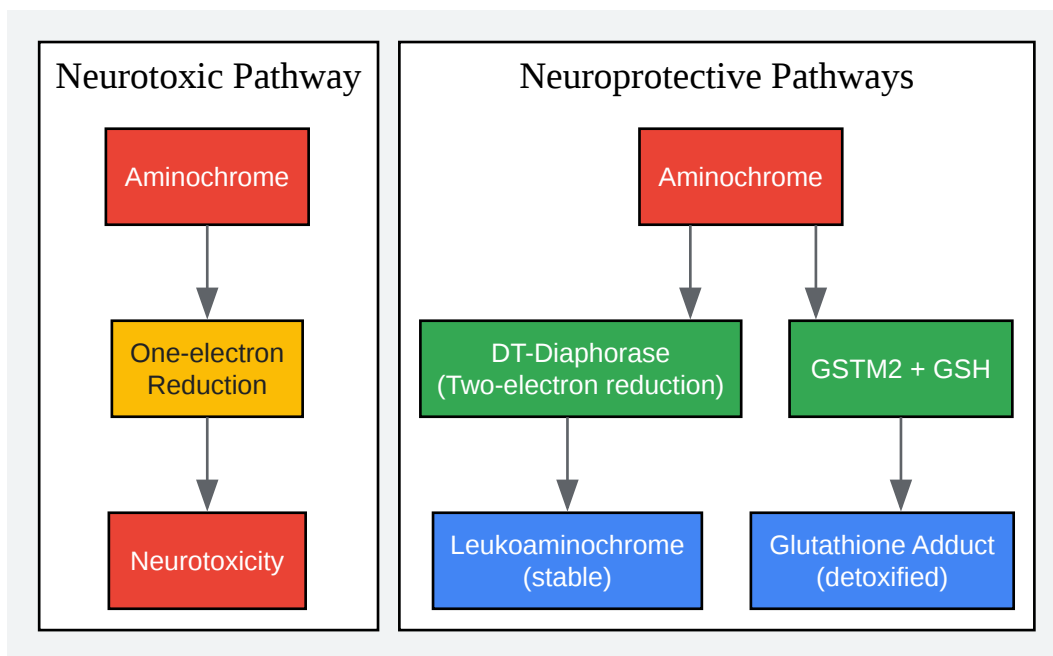 Neurotoxic Pathway
Aminochrome
One-electron
Reduction
Neurotoxicity
Neuroprotective Pathways
Aminochrome
DT-Diaphorase
(Two-electron reduction)
GSTM2 + GSH
Leukoaminochrome
(stable)
Glutathione Adduct
(detoxified)